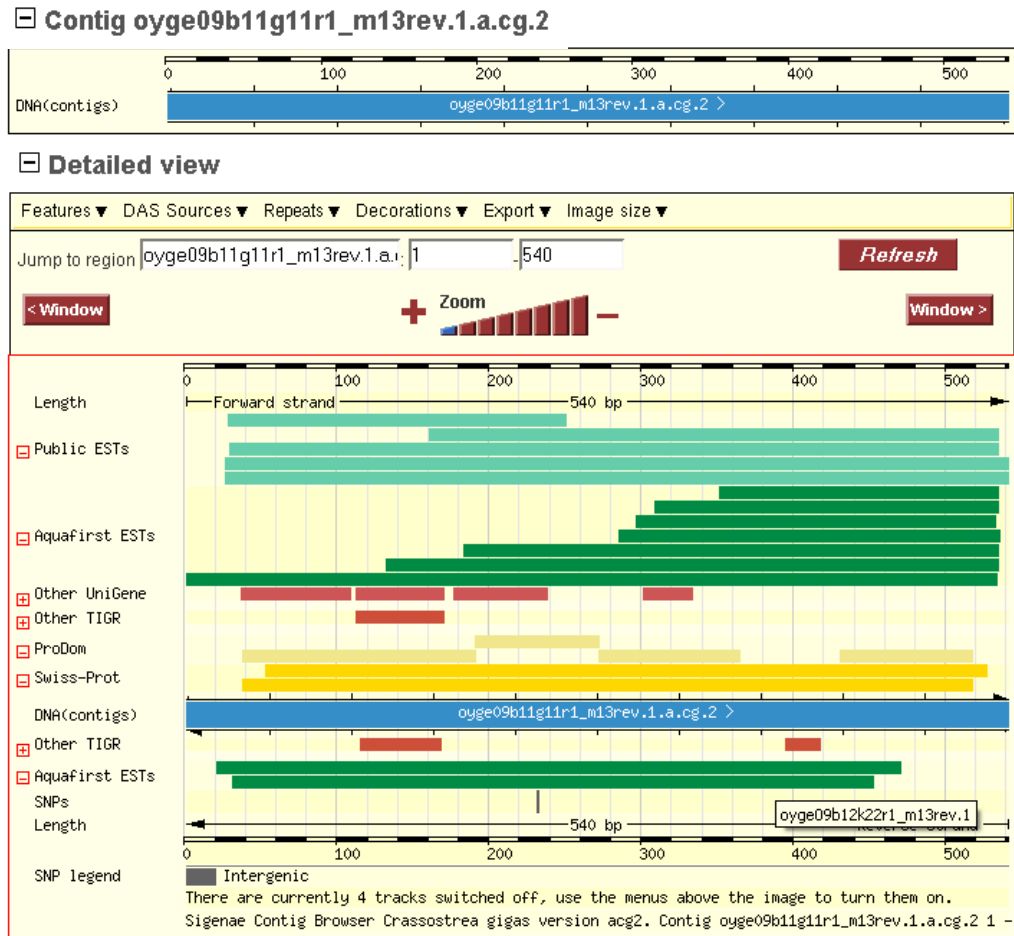 Contig oyge09b11g11r1_m13rev.1.a.cg.2
0 100 200 300 400 500
DNA(contigs) oyge09b11g11r1_m13rev.1.a.cg.2 >
Detailed view
Features ▼ DAS Sources ▼ Repeats ▼ Decorations ▼ Export ▼ Image size ▼
Jump to region oyge09b11g11r1_m13rev.1.a. : 1 - 540 Refresh
< Window + Zoom - Window >
0 100 200 300 400 500
Length Forward strand 540 bp
Public ESTs
Aquafirst ESTs
Other UniGene
Other TIGR
ProDom
Swiss-Prot
DNA(contigs) oyge09b11g11r1_m13rev.1.a.cg.2 >
Other TIGR
Aquafirst ESTs
SNPs
oyge09b12k22r1_m13rev.1
Length 540 bp
0 100 200 300 400 500
SNP legend Intergenic
There are currently 4 tracks switched off, use the menus above the image to turn them on.
Sigenae Contig Browser Crassostrea gigas version acg2. Contig oyge09b11g11r1_m13rev.1.a.cg.2 1 -